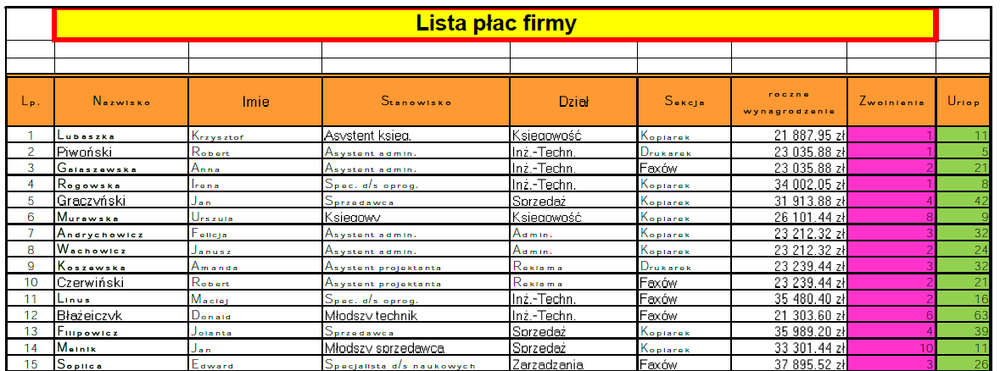 Lista płac firmy
Lp. Nazwisko Imie Stanowisko Dział Sekcja roczne wynagrodzenie Zwolnienia Urlop
1 Lubaszka Krzysztof Asystent księg. Księgowość Kopiarek 21 887.95 zł 1 11
2 Piwoński Robert Asystent admin. Inż.-Techn. Drukarek 23 035.88 zł 1 5
3 Galaszewska Anna Asystent admin. Inż.-Techn. Faxów 23 035.88 zł 2 21
4 Rogowska Irena Spec. d/s oprog. Inż.-Techn. Kopiarek 34 002.05 zł 1 8
5 Grączyński Jan Sprzedawca Sprzedaż Kopiarek 31 913.88 zł 4 42
6 Murawska Urszula Księgowy Księgowość Kopiarek 26 101.44 zł 8 9
7 Andrychowicz Felicja Asystent admin. Admin. Kopiarek 23 212.32 zł 3 32
8 Wachowicz Janusz Asystent admin. Admin. Kopiarek 23 212.32 zł 2 24
9 Koszewska Amanda Asystent projektanta Reklama Drukarek 23 239.44 zł 3 32
10 Czerwiński Robert Asystent projektanta Reklama Faxów 23 239.44 zł 2 21
11 Linus Maciej Spec. d/s oprog. Inż.-Techn. Faxów 35 480.40 zł 2 16
12 Błażejczyk Donald Młodszy technik Inż.-Techn. Faxów 21 303.60 zł 6 63
13 Filipowicz Jolanta Sprzedawca Sprzedaż Kopiarek 35 989.20 zł 4 39
14 Melnik Jan Młodszy sprzedawca Sprzedaż Kopiarek 33 301.44 zł 10 11
15 Soplica Edward Specjalista d/s naukowych Zarządzania Faxów 37 895.52 zł 3 26